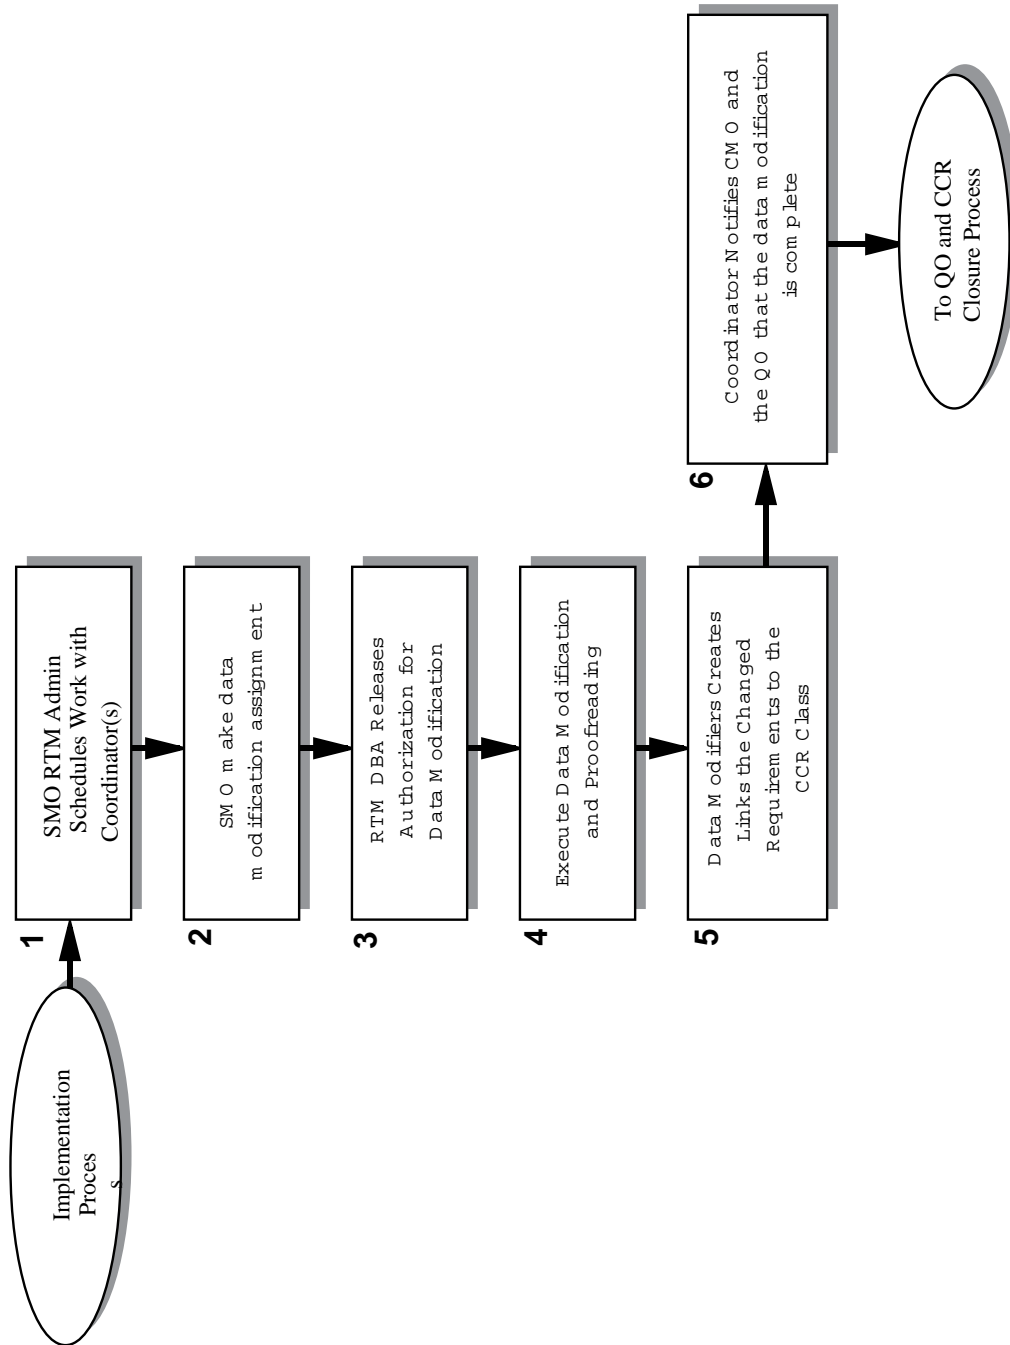 Implementation
Proces
s
1
SMO RTM Admin
Schedules Work with
Coordinator(s)
2
SMO make data
modification assignment
3
RTM DBA Releases
Authorization for
Data Modification
4
Execute Data Modification
and Proofreading
5
Data Modifiers Creates
Links the Changed
Requirements to the
CCR Class
6
Coordinator Notifies CMO and
the QO that the data modification
is complete
To QO and CCR
Closure Process